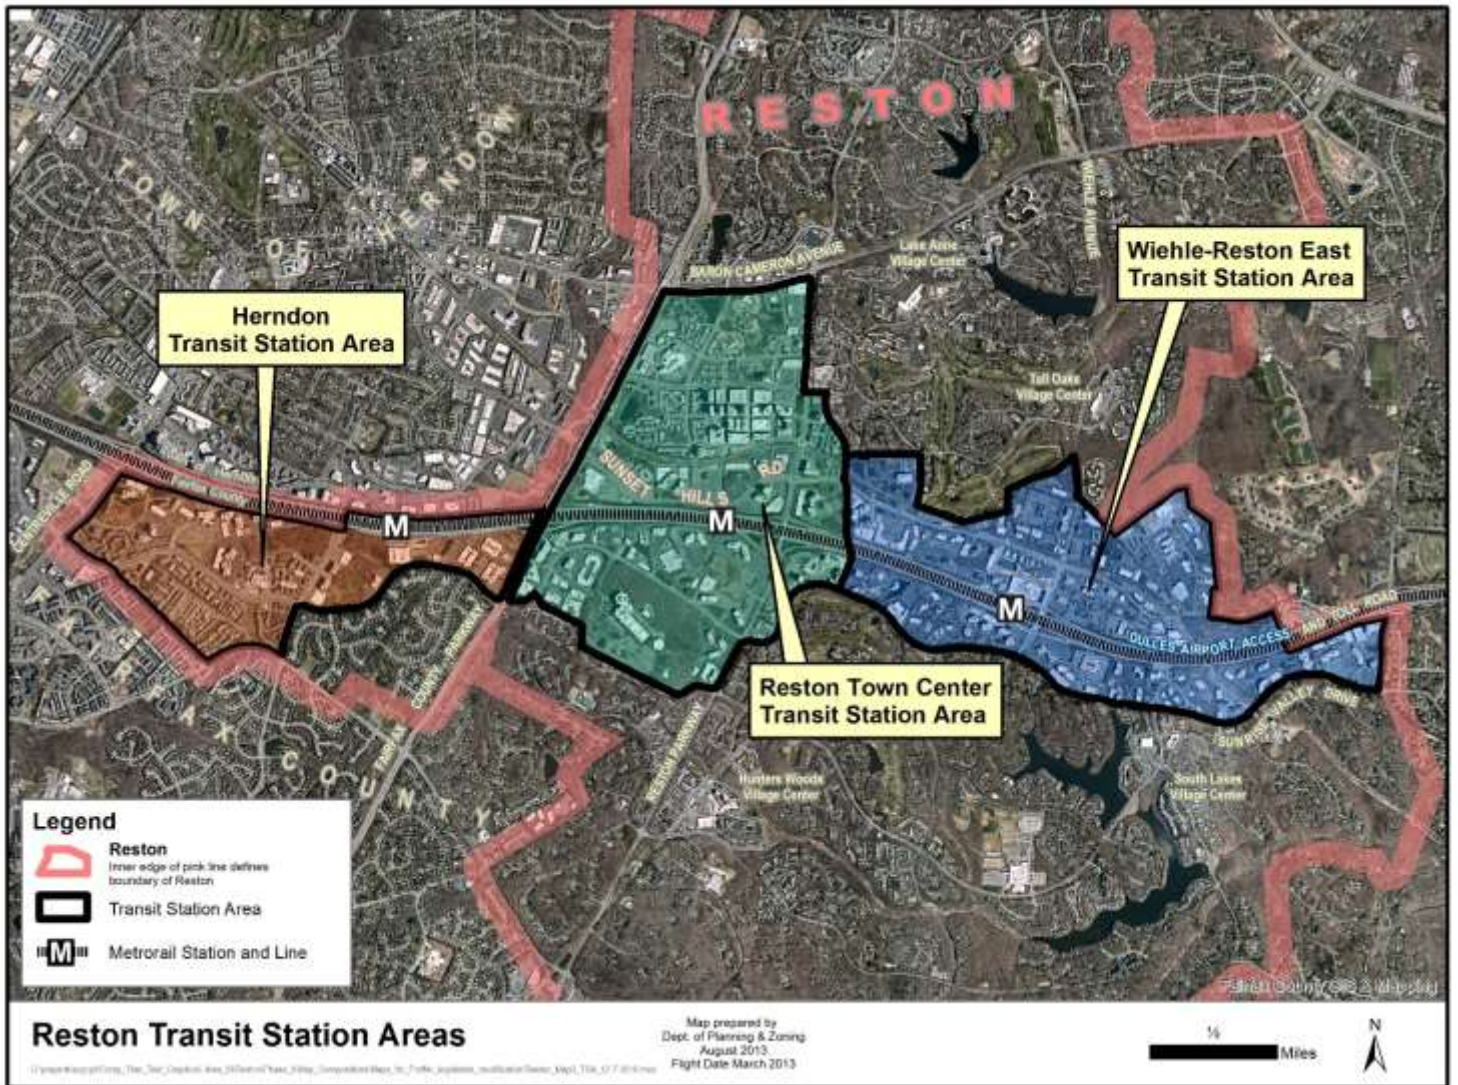 RESTON
TOWN OF HERNDON
BARON CAMERON AVENUE
WIEHLE AVENUE
Lake Anne
Village Center
Wiehle-Reston East
Transit Station Area
Herndon
Transit Station Area
Tall Oaks
Village Center
SUNSET HILLS RD
CENTREVILLE ROAD
M
M
M
DULLES AIRPORT ACCESS AND TOLL ROAD
Reston Town Center
Transit Station Area
SUNRISE VALLEY DRIVE
FAIRFAX COUNTY PARKWAY
RESTON PARKWAY
COUNTY
Hunters Woods
Village Center
South Lakes
Village Center
Legend
Reston
Inner edge of pink line defines
boundary of Reston
Transit Station Area
M
Metrorail Station and Line
Fairfax County GIS & Mapping
Reston Transit Station Areas
Map prepared by
Dept. of Planning & Zoning
August 2013
Flight Date March 2013
½
Miles
N